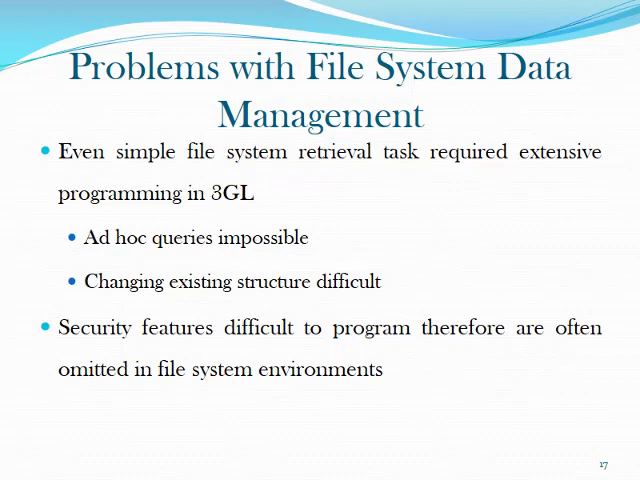 Problems with File System Data
Management
• Even simple file system retrieval task required extensive
programming in 3GL
• Ad hoc queries impossible
• Changing existing structure difficult
• Security features difficult to program therefore are often
omitted in file system environments
17